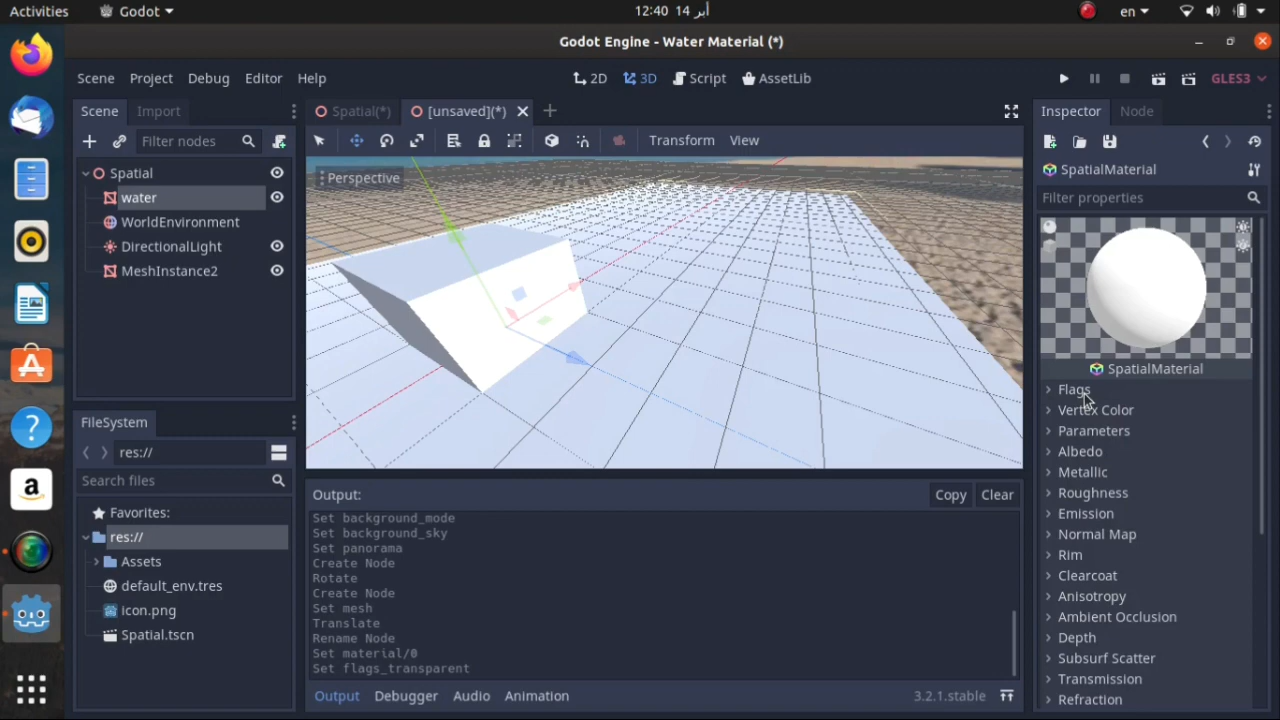 Activities
Godot
12:40 14 أبر
en
Godot Engine - Water Material (*)
Scene Project Debug Editor Help
2D 3D Script AssetLib
GLES3
Scene Import
Filter nodes
Spatial
water
WorldEnvironment
DirectionalLight
MeshInstance2
FileSystem
res://
Search files
Favorites:
res://
Assets
default_env.tres
icon.png
Spatial.tscn
Spatial(*) [unsaved](*)
Transform View
Perspective
Output:
Copy Clear
Set background_mode
Set background_sky
Set panorama
Create Node
Rotate
Create Node
Set mesh
Translate
Rename Node
Set material/0
Set flags_transparent
Output Debugger Audio Animation
3.2.1.stable
Inspector Node
SpatialMaterial
Filter properties
SpatialMaterial
Flags
Vertex Color
Parameters
Albedo
Metallic
Roughness
Emission
Normal Map
Rim
Clearcoat
Anisotropy
Ambient Occlusion
Depth
Subsurf Scatter
Transmission
Refraction